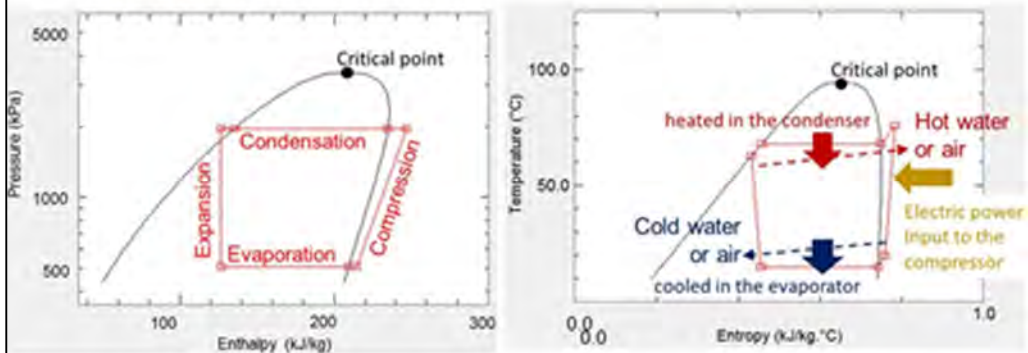 5000
1000
500
Pressure (kPa)
Critical point
Condensation
Expansion
Evaporation
Compression
100
200
300
Enthalpy (kJ/kg)
100.0
50.0
Temperature (°C)
Critical point
heated in the condenser
Hot water
or air
Cold water
or air
Electric power
Input to the
compressor
cooled in the evaporator
0.0
0.0
1.0
Entropy (kJ/kg.°C)